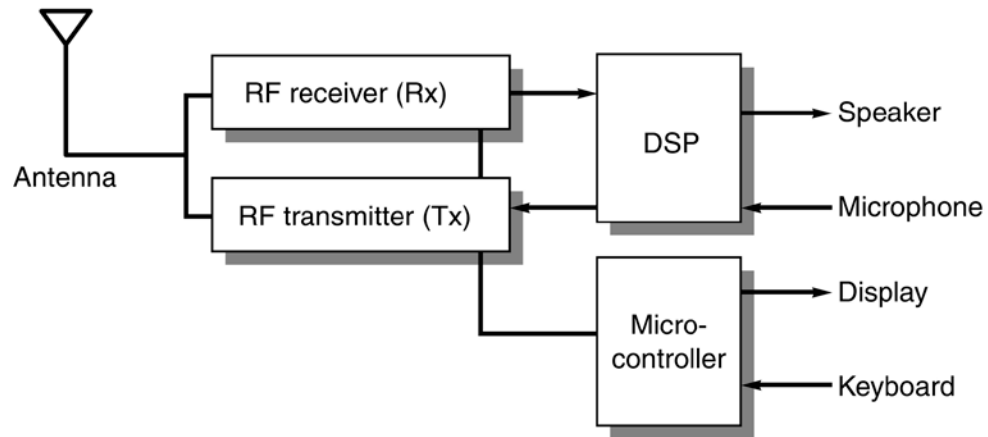 RF receiver (Rx)
DSP
Speaker
Antenna
RF transmitter (Tx)
Microphone
Micro-
controller
Display
Keyboard